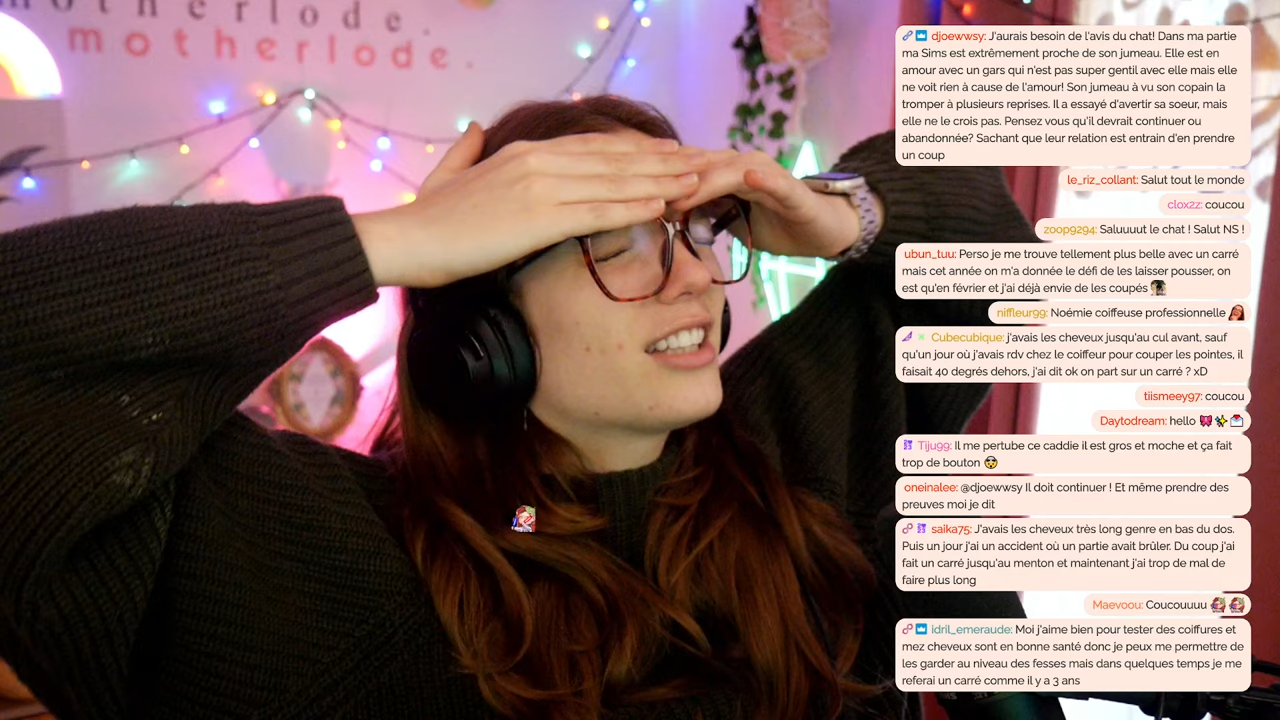 motherlode.
motherlode.
djoewwsy: J'aurais besoin de l'avis du chat! Dans ma partie
ma Sims est extrêmement proche de son jumeau. Elle est en
amour avec un gars qui n'est pas super gentil avec elle mais elle
ne voit rien à cause de l'amour! Son jumeau à vu son copain la
tromper à plusieurs reprises. Il a essayé d'avertir sa soeur, mais
elle ne le crois pas. Pensez vous qu'il devrait continuer ou
abandonnée? Sachant que leur relation est entrain d'en prendre
un coup
le_riz_collant: Salut tout le monde
clox2z: coucou
zoop9294: Saluuuut le chat ! Salut NS !
ubun_tuu: Perso je me trouve tellement plus belle avec un carré
mais cet année on m'a donnée le défi de les laisser pousser, on
est qu'en février et j'ai déjà envie de les coupés
niffleur99: Noémie coiffeuse professionnelle
Cubecubique: j'avais les cheveux jusqu'au cul avant, sauf
qu'un jour où j'avais rdv chez le coiffeur pour couper les pointes, il
faisait 40 degrés dehors, j'ai dit ok on part sur un carré ? xD
tiismeey97: coucou
Daytodream: hello
Tiju99: Il me pertube ce caddie il est gros et moche et ça fait
trop de bouton
oneinalee: @djoewwsy Il doit continuer ! Et même prendre des
preuves moi je dit
saika75: J'avais les cheveux très long genre en bas du dos.
Puis un jour j'ai un accident où un partie avait brûler. Du coup j'ai
fait un carré jusqu'au menton et maintenant j'ai trop de mal de
faire plus long
Maevoou: Coucouuuu
idril_emeraude: Moi j'aime bien pour tester des coiffures et
mez cheveux sont en bonne santé donc je peux me permettre de
les garder au niveau des fesses mais dans quelques temps je me
referai un carré comme il y a 3 ans